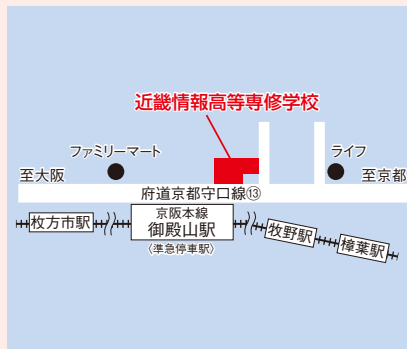 近畿情報高等専修学校
ファミリーマート
ライフ
至大阪
至京都
府道京都守口線⑬
京阪本線
枚方市駅
御殿山駅
〈準急停車駅〉
牧野駅
樟葉駅